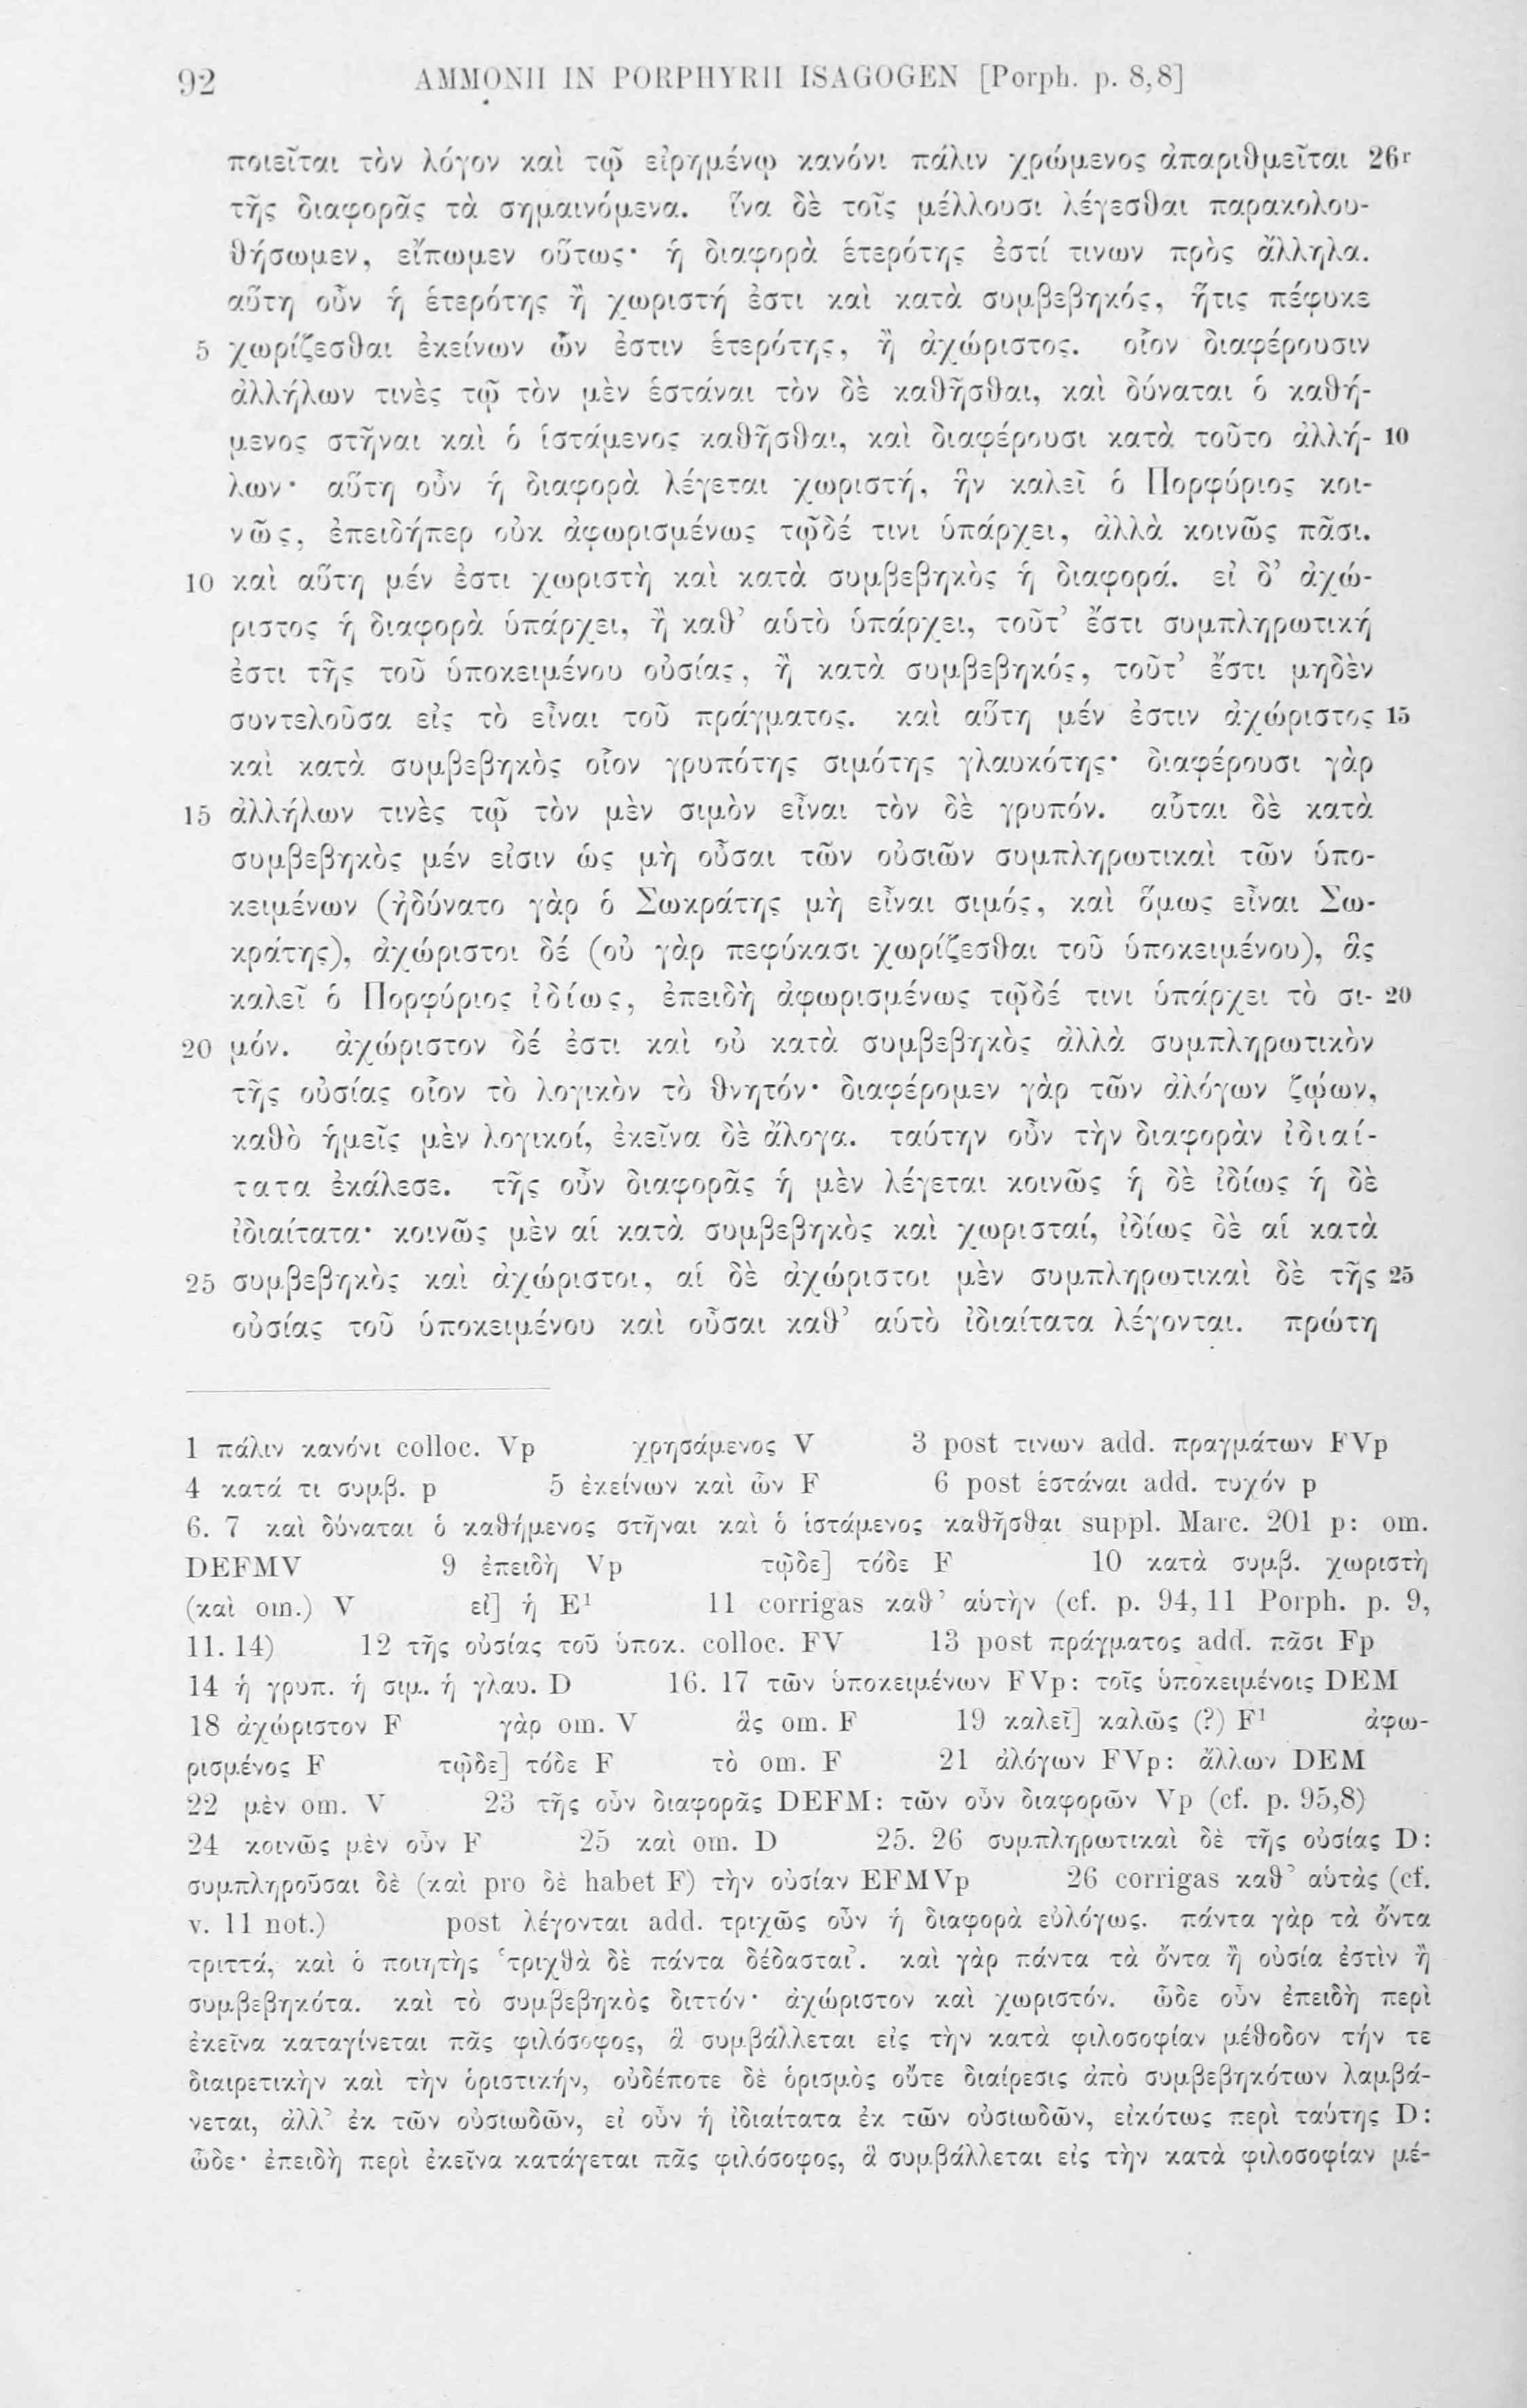 92 AMMONII IN PORPHYRII ISAGOGEN [Porph. p. 8,8]
ποιεῖται τὸν λόγον καὶ τῷ εἰρημένῳ κανόνι πάλιν χρώμενος ἀπαριθμεῖται 26r
τῆς διαφορᾶς τὰ σημαινόμενα. ἵνα δὲ τοῖς μέλλουσι λέγεσθαι παρακολου-
θήσωμεν, εἴπωμεν οὕτως· ἡ διαφορὰ ἑτερότης ἐστί τινων πρὸς ἄλληλα.
αὕτη οὖν ἡ ἑτερότης ἢ χωριστή ἐστι καὶ κατὰ συμβεβηκός, ἥτις πέφυκε
5 χωρίζεσθαι ἐκείνων ὧν ἐστιν ἑτερότης, ἢ ἀχώριστος. οἷον διαφέρουσιν
ἀλλήλων τινὲς τῷ τὸν μὲν ἑστάναι τὸν δὲ καθῆσθαι, καὶ δύναται ὁ καθή-
μενος στῆναι καὶ ὁ ἱστάμενος καθῆσθαι, καὶ διαφέρουσι κατὰ τοῦτο ἀλλή- 10
λων· αὕτη οὖν ἡ διαφορὰ λέγεται χωριστή, ἣν καλεῖ ὁ Πορφύριος κοι-
νῶς, ἐπειδήπερ οὐκ ἀφωρισμένως τῷδέ τινι ὑπάρχει, ἀλλὰ κοινῶς πᾶσι.
10 καὶ αὕτη μέν ἐστι χωριστὴ καὶ κατὰ συμβεβηκὸς ἡ διαφορά. εἰ δ’ ἀχώ-
ριστος ἡ διαφορὰ ὑπάρχει, ἢ καθ’ αὑτὸ ὑπάρχει, τοῦτ’ ἔστι συμπληρωτική
ἐστι τῆς τοῦ ὑποκειμένου οὐσίας, ἢ κατὰ συμβεβηκός, τοῦτ’ ἔστι μηδὲν
συντελοῦσα εἰς τὸ εἶναι τοῦ πράγματος. καὶ αὕτη μέν ἐστιν ἀχώριστος 15
καὶ κατὰ συμβεβηκὸς οἷον γρυπότης σιμότης γλαυκότης· διαφέρουσι γὰρ
15 ἀλλήλων τινὲς τῷ τὸν μὲν σιμὸν εἶναι τὸν δὲ γρυπόν. αὗται δὲ κατὰ
συμβεβηκὸς μέν εἰσιν ὡς μὴ οὖσαι τῶν οὐσιῶν συμπληρωτικαὶ τῶν ὑπο-
κειμένων (ἠδύνατο γὰρ ὁ Σωκράτης μὴ εἶναι σιμός, καὶ ὅμως εἶναι Σω-
κράτης), ἀχώριστοι δέ (οὐ γὰρ πεφύκασι χωρίζεσθαι τοῦ ὑποκειμένου), ἃς
καλεῖ ὁ Πορφύριος ἰδίως, ἐπειδὴ ἀφωρισμένως τῷδέ τινι ὑπάρχει τὸ σι- 20
20 μόν. ἀχώριστον δέ ἐστι καὶ οὐ κατὰ συμβεβηκὸς ἀλλὰ συμπληρωτικὸν
τῆς οὐσίας οἷον τὸ λογικὸν τὸ θνητόν· διαφέρομεν γὰρ τῶν ἀλόγων ζῴων,
καθὸ ἡμεῖς μὲν λογικοί, ἐκεῖνα δὲ ἄλογα. ταύτην οὖν τὴν διαφορὰν ἰδιαί-
τατα ἐκάλεσε. τῆς οὖν διαφορᾶς ἡ μὲν λέγεται κοινῶς ἡ δὲ ἰδίως ἡ δὲ
ἰδιαίτατα· κοινῶς μὲν αἱ κατὰ συμβεβηκὸς καὶ χωρισταί, ἰδίως δὲ αἱ κατὰ
25 συμβεβηκὸς καὶ ἀχώριστοι, αἱ δὲ ἀχώριστοι μὲν συμπληρωτικαὶ δὲ τῆς 25
οὐσίας τοῦ ὑποκειμένου καὶ οὖσαι καθ’ αὑτὸ ἰδιαίτατα λέγονται. πρώτη
1 πάλιν κανόνι colloc. Vp χρησάμενος V 3 post τινων add. πραγμάτων FVp
4 κατά τι συμβ. p 5 ἐκείνων καὶ ὧν F 6 post ἑστάναι add. τυχόν p
6. 7 καὶ δύναται ὁ καθήμενος στῆναι καὶ ὁ ἱστάμενος καθῆσθαι suppl. Marc. 201 p: om.
DEFMV 9 ἐπειδὴ Vp τῷδε] τόδε F 10 κατὰ συμβ. χωριστὴ
(καὶ om.) V εἰ] ἡ E¹ 11 corrigas καθ’ αὑτὴν (cf. p. 94, 11 Porph. p. 9,
11. 14) 12 τῆς οὐσίας τοῦ ὑποκ. colloc. FV 13 post πράγματος add. πᾶσι Fp
14 ἡ γρυπ. ἡ σιμ. ἡ γλαυ. D 16. 17 τῶν ὑποκειμένων FVp: τοῖς ὑποκειμένοις DEM
18 ἀχώριστον F γὰρ om. V ἃς om. F 19 καλεῖ] καλῶς (?) F¹ ἀφω-
ρισμένος F τῷδε] τόδε F τὸ om. F 21 ἀλόγων FVp: ἄλλων DEM
22 μὲν om. V 23 τῆς οὖν διαφορᾶς DEFM: τῶν οὖν διαφορῶν Vp (cf. p. 95,8)
24 κοινῶς μὲν οὖν F 25 καὶ om. D 25. 26 συμπληρωτικαὶ δὲ τῆς οὐσίας D:
συμπληροῦσαι δὲ (καὶ pro δὲ habet F) τὴν οὐσίαν EFMVp 26 corrigas καθ’ αὑτὰς (cf.
v. 11 not.) post λέγονται add. τριχῶς οὖν ἡ διαφορὰ εὐλόγως. πάντα γὰρ τὰ ὄντα
τριττά, καὶ ὁ ποιητὴς ‘τριχθὰ δὲ πάντα δέδασται’. καὶ γὰρ πάντα τὰ ὄντα ἢ οὐσία ἐστὶν ἢ
συμβεβηκότα. καὶ τὸ συμβεβηκὸς διττόν· ἀχώριστον καὶ χωριστόν. ὧδε οὖν ἐπειδὴ περὶ
ἐκεῖνα καταγίνεται πᾶς φιλόσοφος, ἃ συμβάλλεται εἰς τὴν κατὰ φιλοσοφίαν μέθοδον τήν τε
διαιρετικὴν καὶ τὴν ὁριστικήν, οὐδέποτε δὲ ὁρισμὸς οὔτε διαίρεσις ἀπὸ συμβεβηκότων λαμβά-
νεται, ἀλλ’ ἐκ τῶν οὐσιωδῶν, εἰ οὖν ἡ ἰδιαίτατα ἐκ τῶν οὐσιωδῶν, εἰκότως περὶ ταύτης D:
ὧδε· ἐπειδὴ περὶ ἐκεῖνα κατάγεται πᾶς φιλόσοφος, ἃ συμβάλλεται εἰς τὴν κατὰ φιλοσοφίαν μέ-